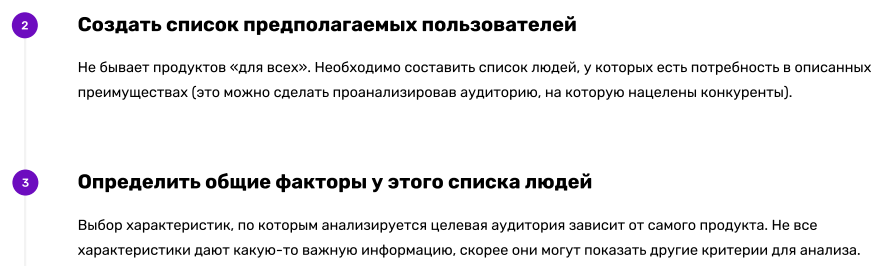 2
Создать список предполагаемых пользователей
Не бывает продуктов «для всех». Необходимо составить список людей, у которых есть потребность в описанных
преимуществах (это можно сделать проанализировав аудиторию, на которую нацелены конкуренты).
3
Определить общие факторы у этого списка людей
Выбор характеристик, по которым анализируется целевая аудитория зависит от самого продукта. Не все
характеристики дают какую-то важную информацию, скорее они могут показать другие критерии для анализа.